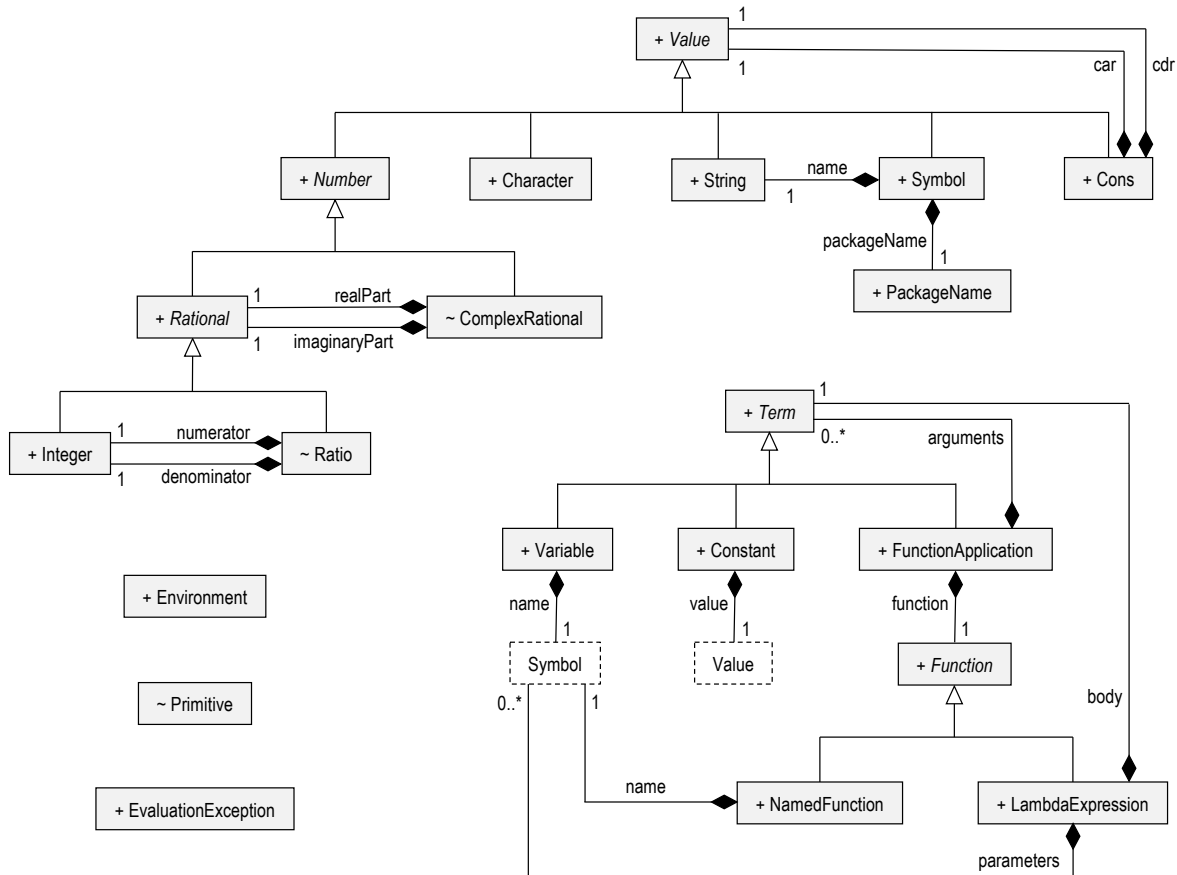 1
+ Value
1
car
cdr
+ Number
+ Character
+ String
name
1
+ Symbol
+ Cons
packageName
1
+ PackageName
+ Rational
1
realPart
1
imaginaryPart
~ ComplexRational
+ Integer
1
numerator
1
denominator
~ Ratio
+ Term
1
0..*
arguments
+ Variable
+ Constant
+ FunctionApplication
name
1
value
1
function
1
Symbol
Value
+ Function
0..*
1
body
name
+ NamedFunction
+ LambdaExpression
parameters
+ Environment
~ Primitive
+ EvaluationException